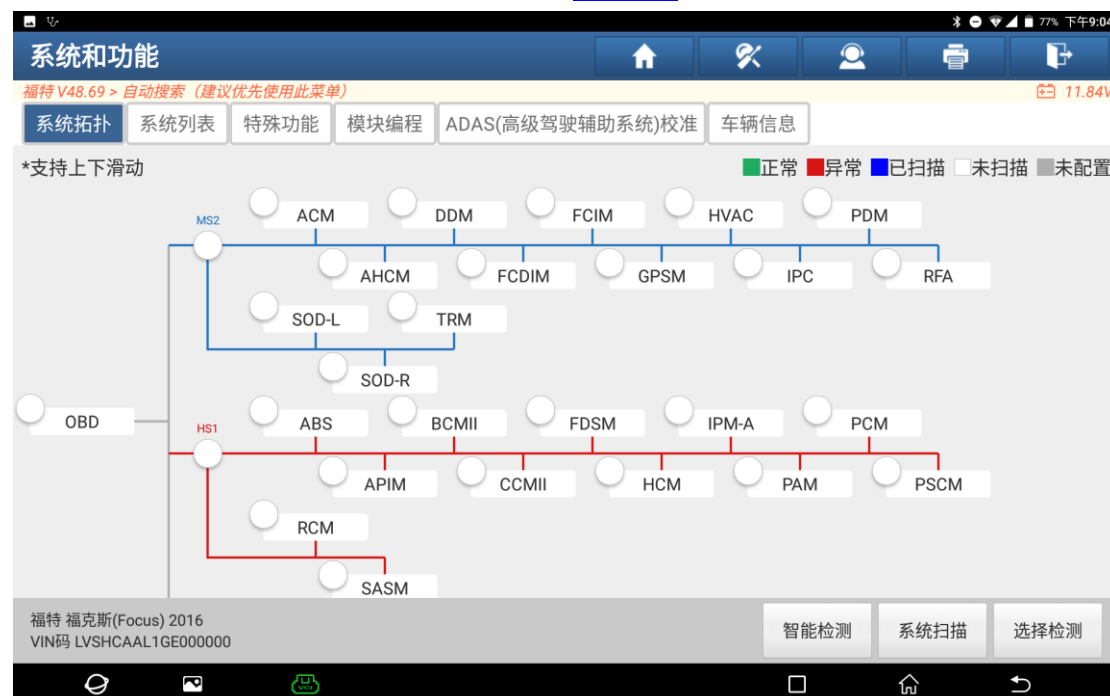 77% 下午9:04
系统和功能
福特 V48.69 > 自动搜索（建议优先使用此菜单）
11.84V
系统拓扑 系统列表 特殊功能 模块编程 ADAS(高级驾驶辅助系统)校准 车辆信息
*支持上下滑动
正常 异常 已扫描 未扫描 未配置
MS2
ACM DDM FCIM HVAC PDM
AHCM FCDIM GPSM IPC RFA
SOD-L TRM
SOD-R
OBD
HS1
ABS BCMII FDSM IPM-A PCM
APIM CCMII HCM PAM PSCM
RCM
SASM
福特 福克斯(Focus) 2016
VIN码 LVSHCAAL1GE000000
智能检测 系统扫描 选择检测
VCI